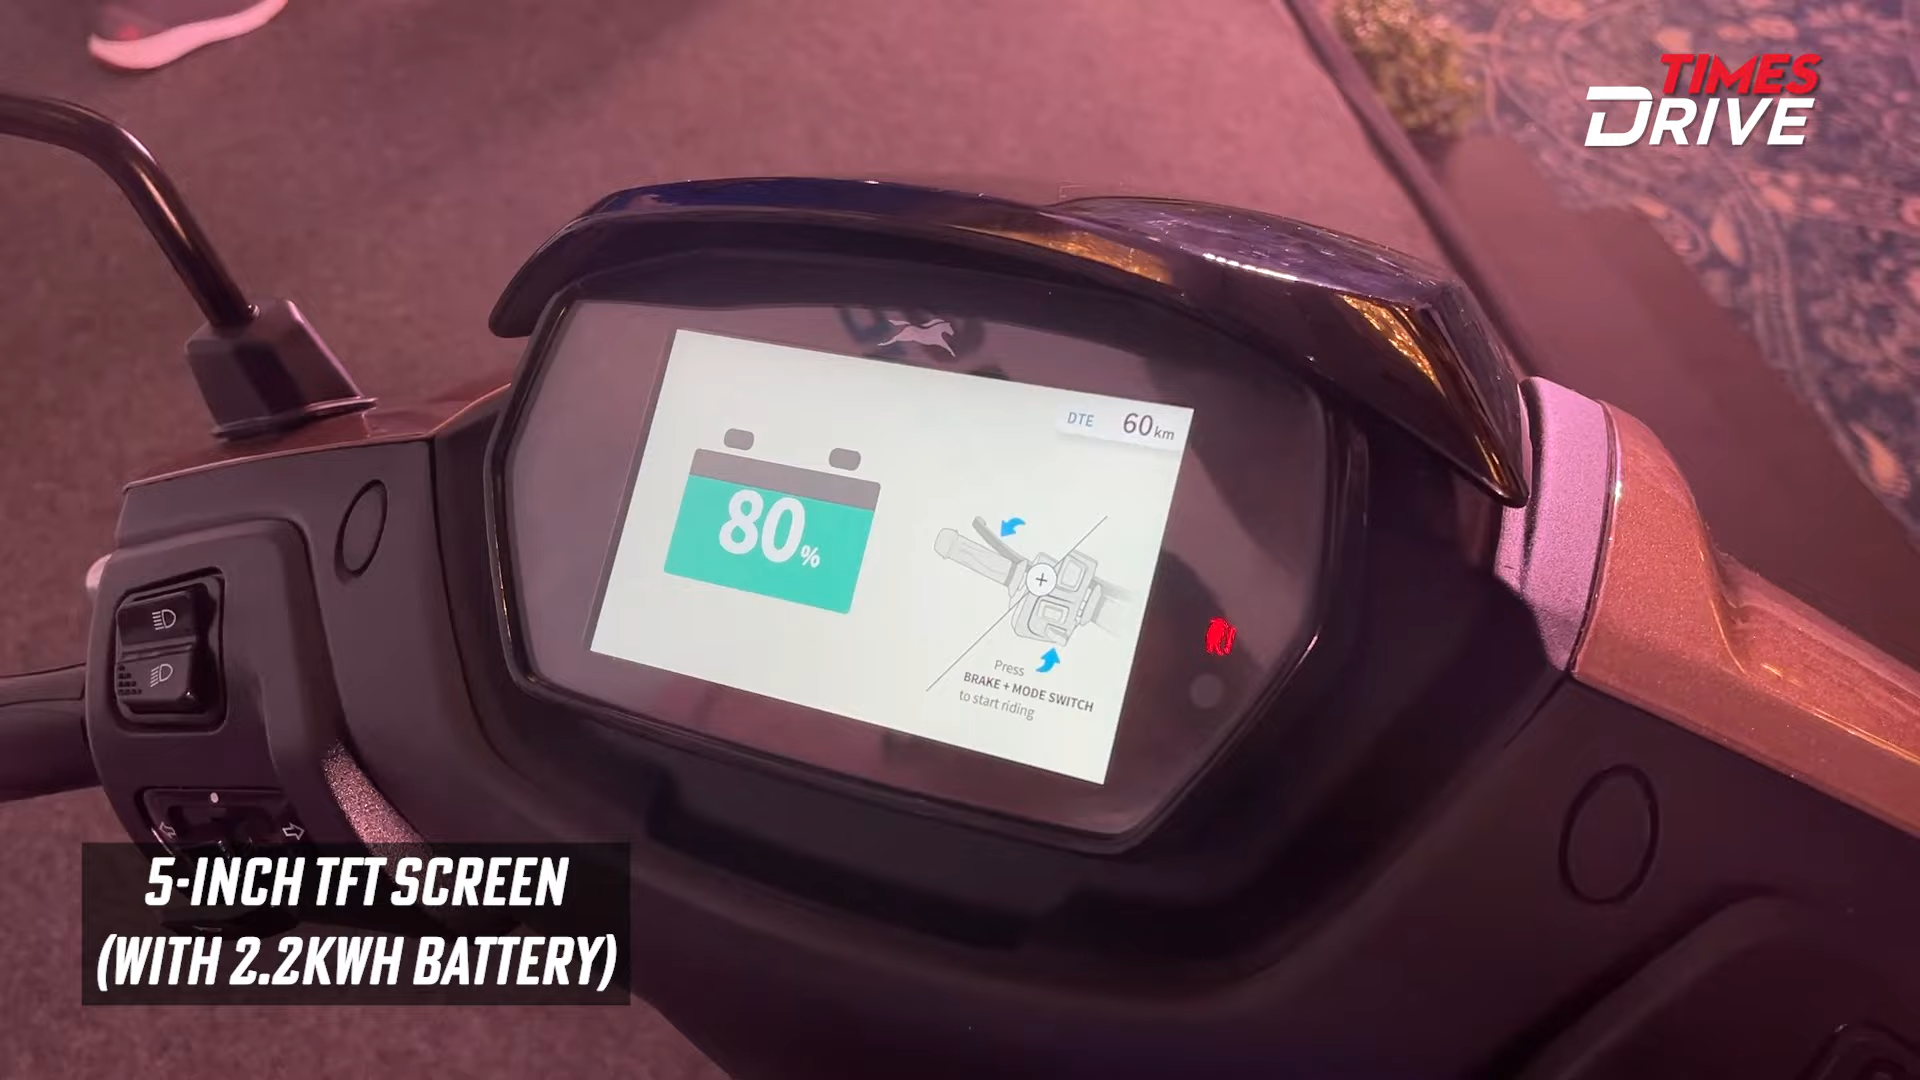 TIMES
DRIVE
DTE 60km
80%
Press
BRAKE + MODE SWITCH
to start riding
5-INCH TFT SCREEN
(WITH 2.2KWH BATTERY)